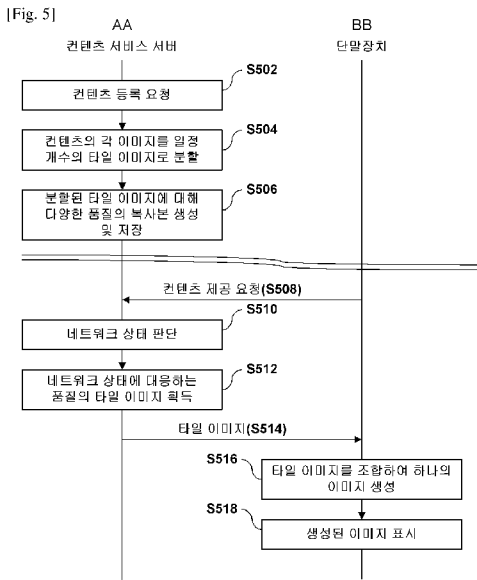 [Fig. 5]
AA
BB
컨텐츠 서비스 서버
단말장치
S502
컨텐츠 등록 요청
S504
컨텐츠의 각 이미지를 일정
개수의 타일 이미지로 분할
S506
분할된 타일 이미지에 대해
다양한 품질의 복사본 생성
및 저장
컨텐츠 제공 요청(S508)
S510
네트워크 상태 판단
S512
네트워크 상태에 대응하는
품질의 타일 이미지 획득
타일 이미지(S514)
S516
타일 이미지를 조합하여 하나의
이미지 생성
S518
생성된 이미지 표시